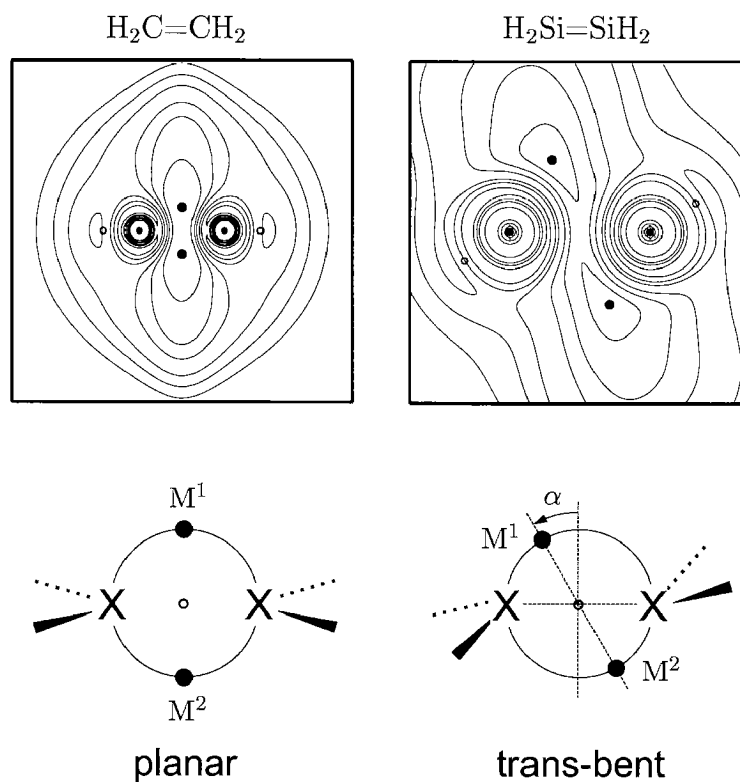 H₂C=CH₂ H₂Si=SiH₂
M¹ α
M¹
X X X X
M² M²
planar trans-bent